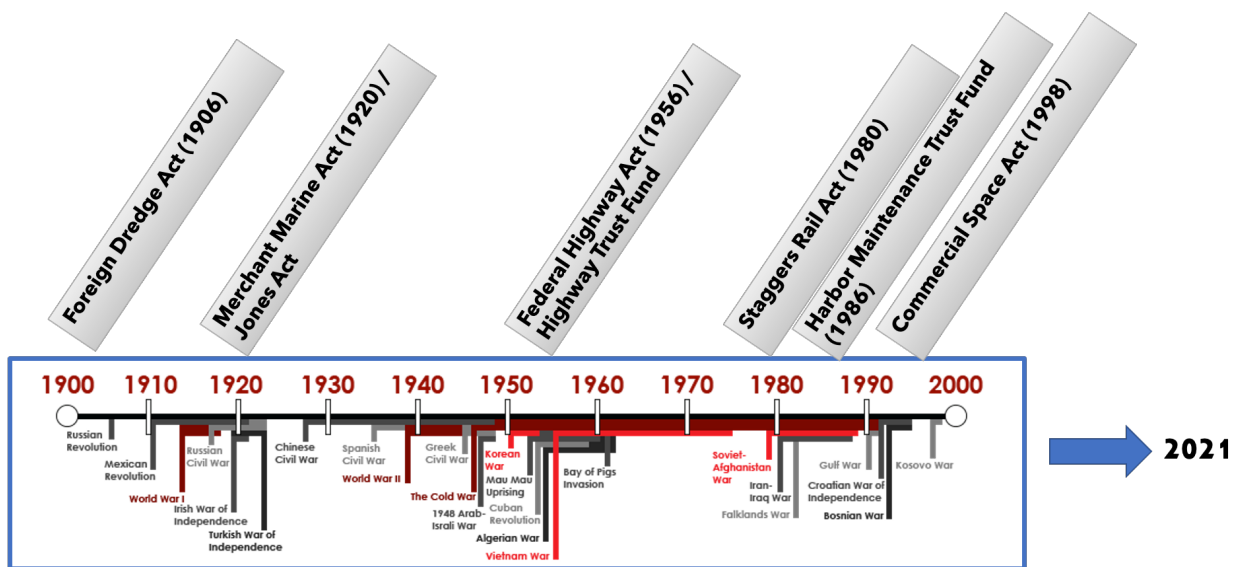 Foreign Dredge Act (1906)
Merchant Marine Act (1920) /
Jones Act
Federal Highway Act (1956) /
Highway Trust Fund
Staggers Rail Act (1980)
Harbor Maintenance Trust Fund
(1986)
Commercial Space Act (1998)
1900 1910 1920 1930 1940 1950 1960 1970 1980 1990 2000
Russian
Revolution
Mexican
Revolution
World War I
Russian
Civil War
Irish War of
Independence
Turkish War of
Independence
Chinese
Civil War
Spanish
Civil War
World War II
Greek
Civil War
The Cold War
1948 Arab-
Israli War
Korean
War
Mau Mau
Uprising
Cuban
Revolution
Algerian War
Vietnam War
Bay of Pigs
Invasion
Soviet-
Afghanistan
War
Iran-
Iraq War
Falklands War
Gulf War
Croatian War of
Independence
Bosnian War
Kosovo War
2021